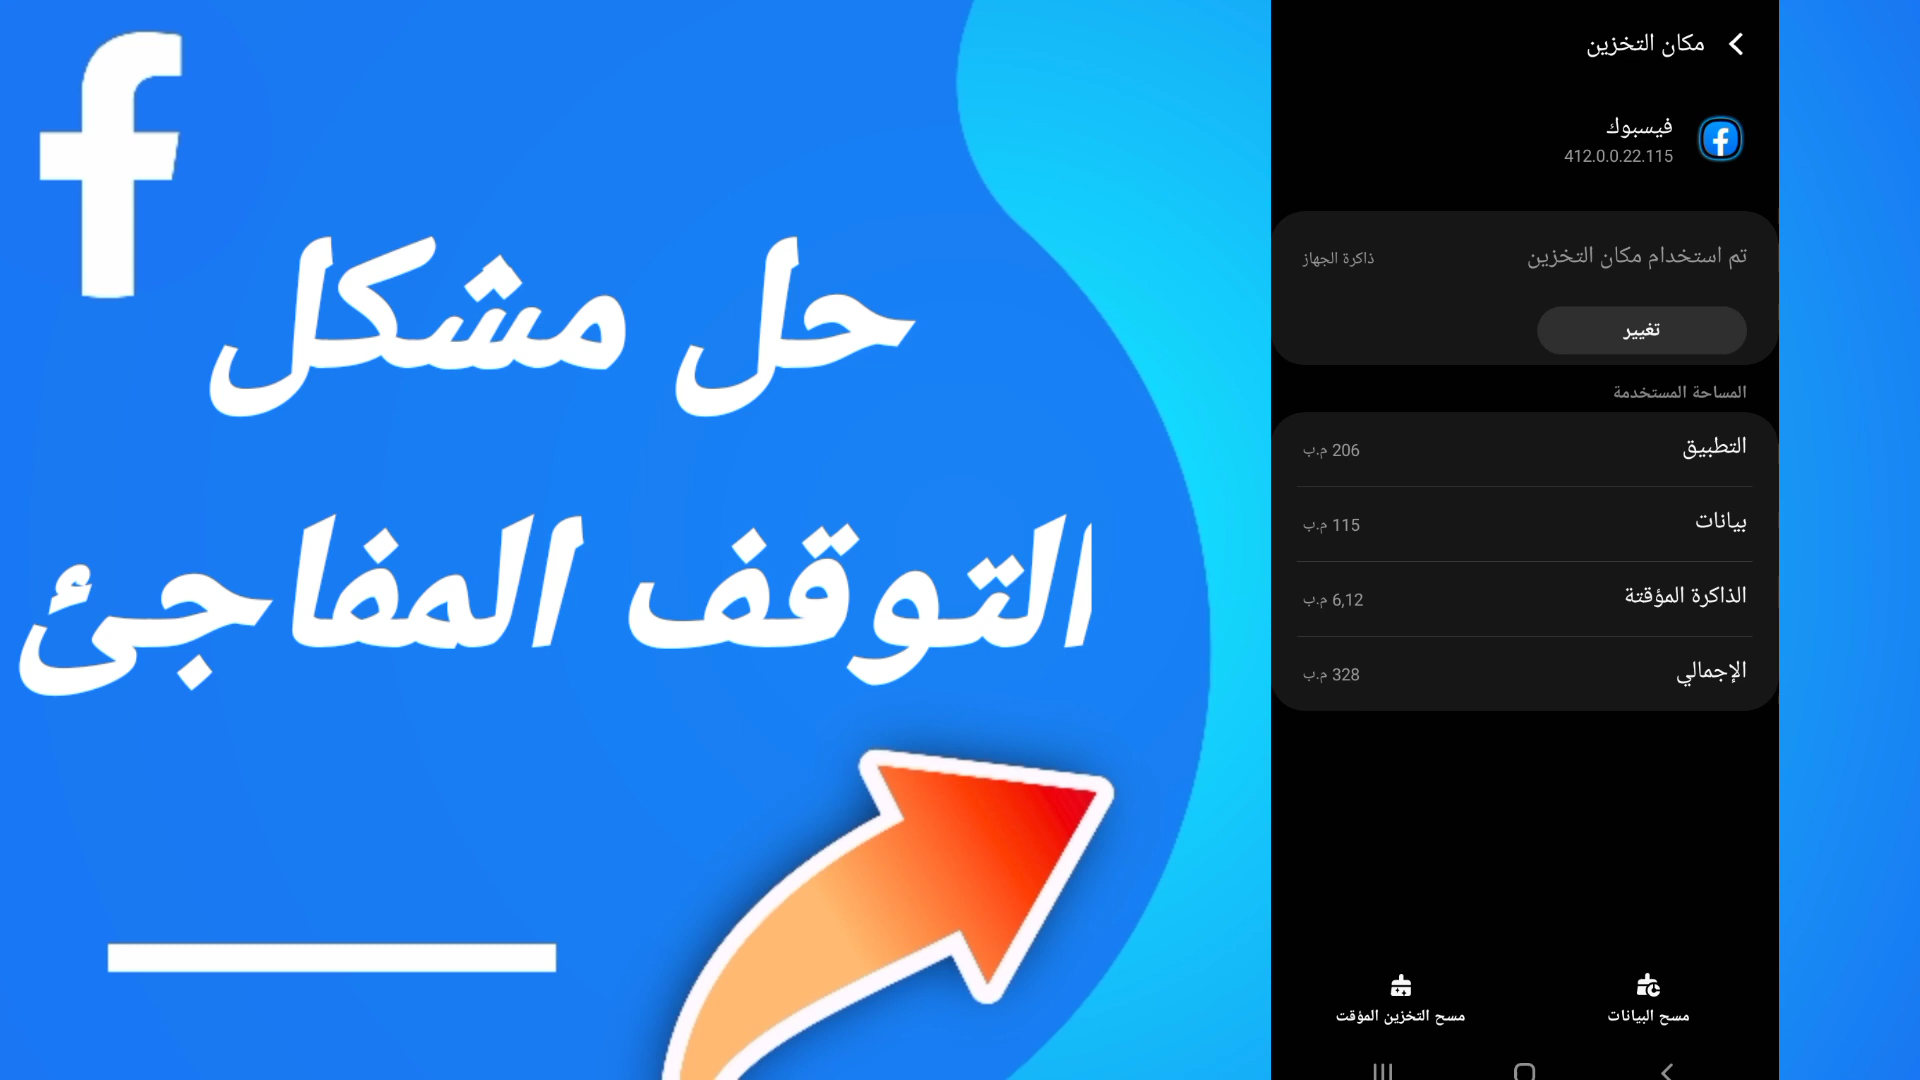 حل مشكل
التوقف المفاجئ
مكان التخزين
فيسبوك
412.0.0.22.115
تم استخدام مكان التخزين
ذاكرة الجهاز
تغيير
المساحة المستخدمة
التطبيق
206 م.ب
بيانات
115 م.ب
الذاكرة المؤقتة
6,12 م.ب
الإجمالي
328 م.ب
مسح البيانات
مسح التخزين المؤقت